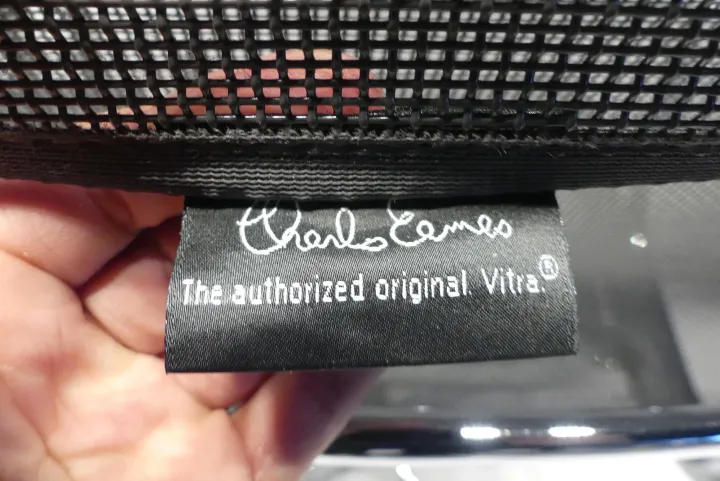 Charles Eames
The authorized original. Vitra.®